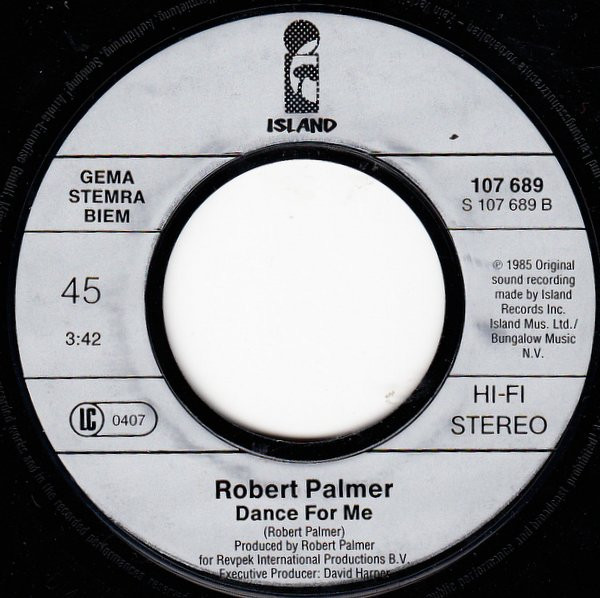 ISLAND
GEMA
STEMRA
BIEM
107 689
S 107 689 B
45
3:42
℗ 1985 Original
sound recording
made by Island
Records Inc.
Island Mus. Ltd./
Bungalow Music
N.V.
LC 0407
HI-FI
STEREO
Robert Palmer
Dance For Me
(Robert Palmer)
Produced by Robert Palmer
for Revpek International Productions B.V.
Executive Producer: David Harper